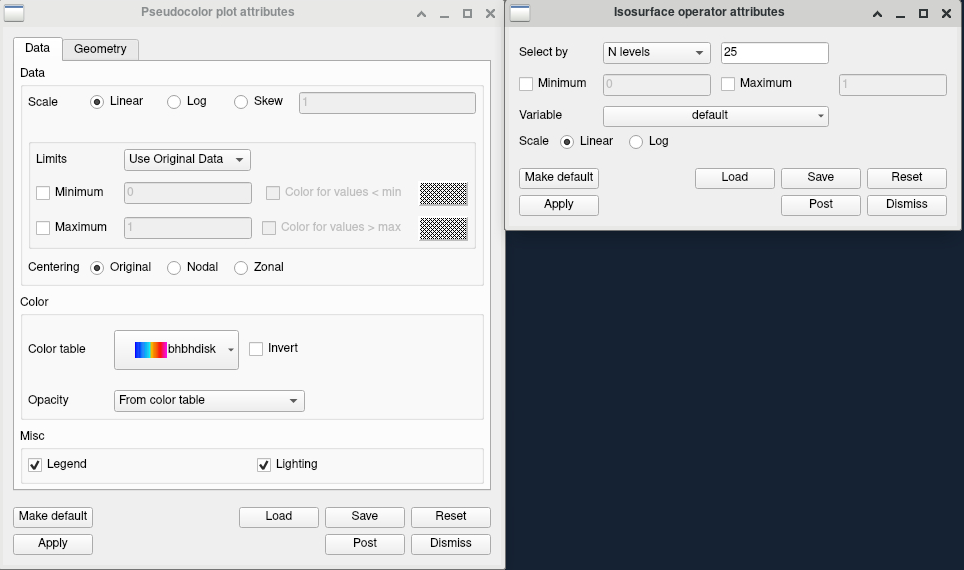 Pseudocolor plot attributes
Data Geometry
Data
Scale Linear Log Skew 1
Limits Use Original Data
Minimum 0 Color for values < min
Maximum 1 Color for values > max
Centering Original Nodal Zonal
Color
Color table bhbhdisk Invert
Opacity From color table
Misc
Legend Lighting
Make default Load Save Reset
Apply Post Dismiss
Isosurface operator attributes
Select by N levels 25
Minimum 0 Maximum 1
Variable default
Scale Linear Log
Make default Load Save Reset
Apply Post Dismiss